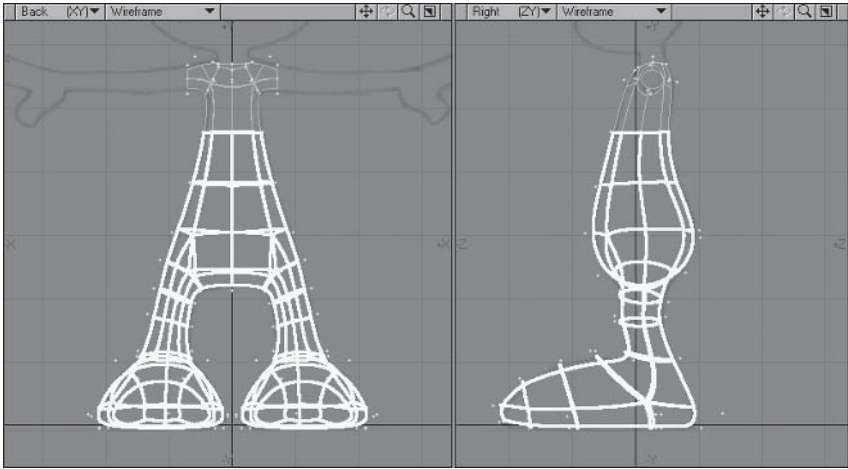 Back (XY) Wireframe
Right (ZY) Wireframe
+Y
+Y
-X
+X
-Z
+Z
-Y
-Y